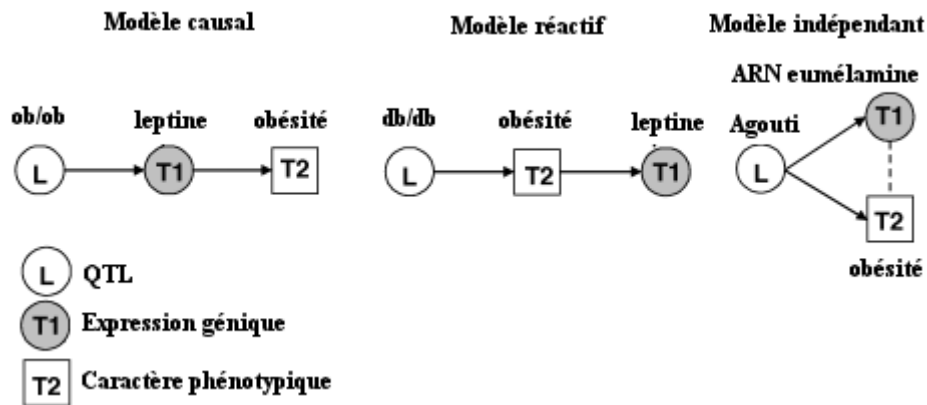 Modèle causal
Modèle réactif
Modèle indépendant
ARN eumélamine
ob/ob
leptine
obésité
db/db
obésité
leptine
Agouti
T1
L
T1
T2
L
T2
T1
L
T2
obésité
L
QTL
T1
Expression génique
T2
Caractère phénotypique